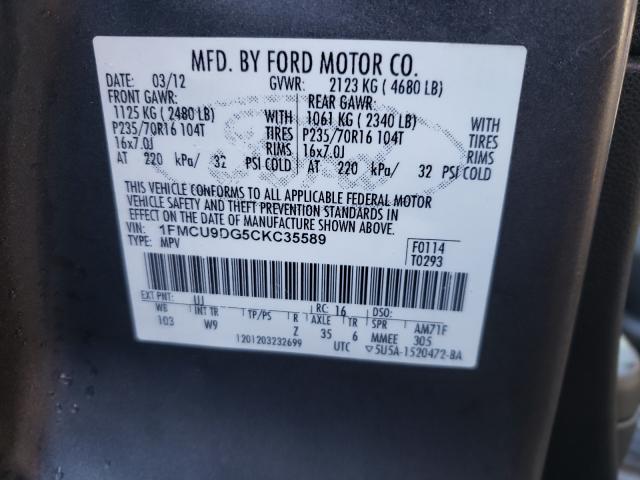 MFD. BY FORD MOTOR CO.
DATE: 03/12 GVWR: 2123 KG ( 4680 LB)
FRONT GAWR: REAR GAWR:
1125 KG ( 2480 LB) WITH 1061 KG ( 2340 LB) WITH
P235/70R16 104T TIRES P235/70R16 104T TIRES
16x7.0J RIMS 16x7.0J RIMS
AT 220 kPa/ 32 PSI COLD AT 220 kPa/ 32 PSI COLD
THIS VEHICLE CONFORMS TO ALL APPLICABLE FEDERAL MOTOR
VEHICLE SAFETY AND THEFT PREVENTION STANDARDS IN
EFFECT ON THE DATE OF MANUFACTURE SHOWN ABOVE.
VIN: 1FMCU9DG5CKC35589 F0114
TYPE: MPV T0293
EXT PNT: UJ RC: 16 DSO:
WB INT TR TP/PS R AXLE TR SPR AM71F
103 W9 Z 35 6 MMEE 305
1201203232699 UTC ▽5U5A-1520472-BA